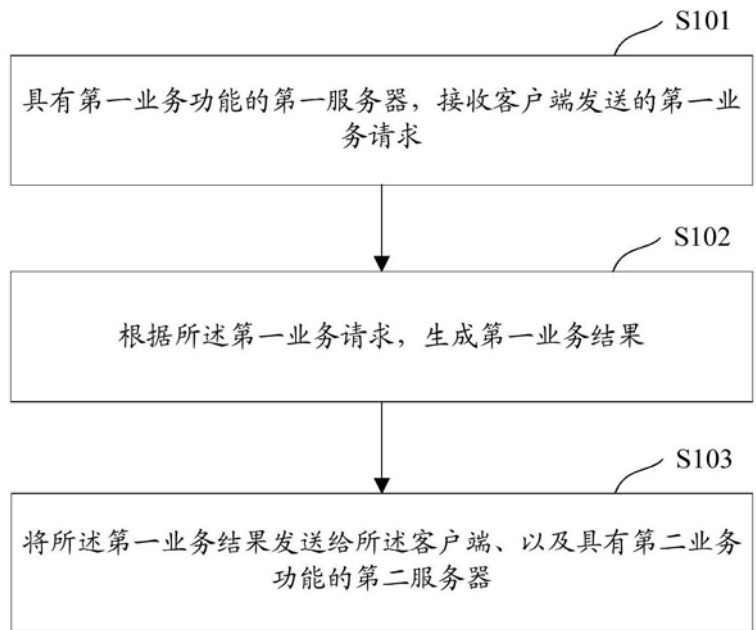 S101
具有第一业务功能的第一服务器，接收客户端发送的第一业
务请求
S102
根据所述第一业务请求，生成第一业务结果
S103
将所述第一业务结果发送给所述客户端、以及具有第二业务
功能的第二服务器